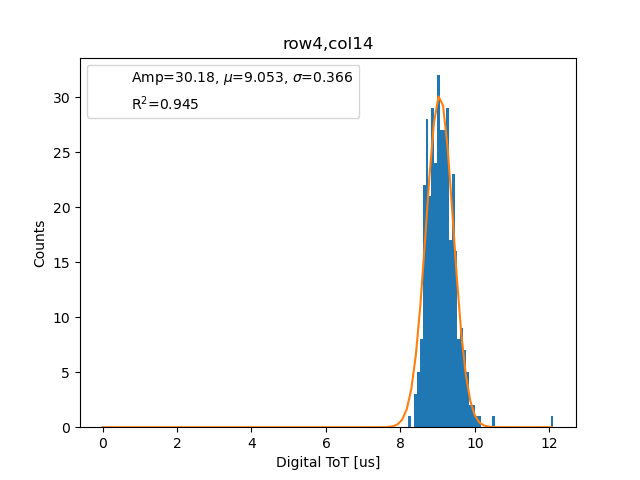 row4,col14
Amp=30.18, μ=9.053, σ=0.366
R²=0.945
30
25
20
15
10
5
0
Counts
0 2 4 6 8 10 12
Digital ToT [us]